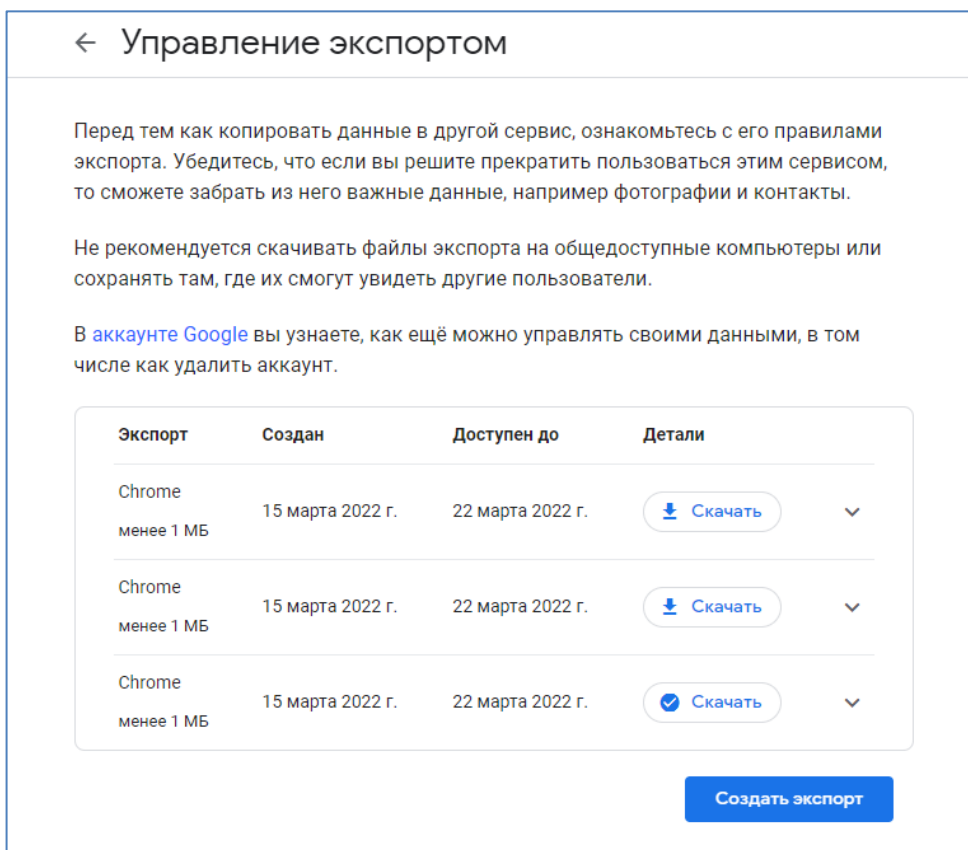 Управление экспортом
Перед тем как копировать данные в другой сервис, ознакомьтесь с его правилами
экспорта. Убедитесь, что если вы решите прекратить пользоваться этим сервисом,
то сможете забрать из него важные данные, например фотографии и контакты.
Не рекомендуется скачивать файлы экспорта на общедоступные компьютеры или
сохранять там, где их смогут увидеть другие пользователи.
В аккаунте Google вы узнаете, как ещё можно управлять своими данными, в том
числе как удалить аккаунт.
Экспорт Создан Доступен до Детали
Chrome
15 марта 2022 г. 22 марта 2022 г. Скачать
менее 1 МБ
Chrome
15 марта 2022 г. 22 марта 2022 г. Скачать
менее 1 МБ
Chrome
15 марта 2022 г. 22 марта 2022 г. Скачать
менее 1 МБ
Создать экспорт